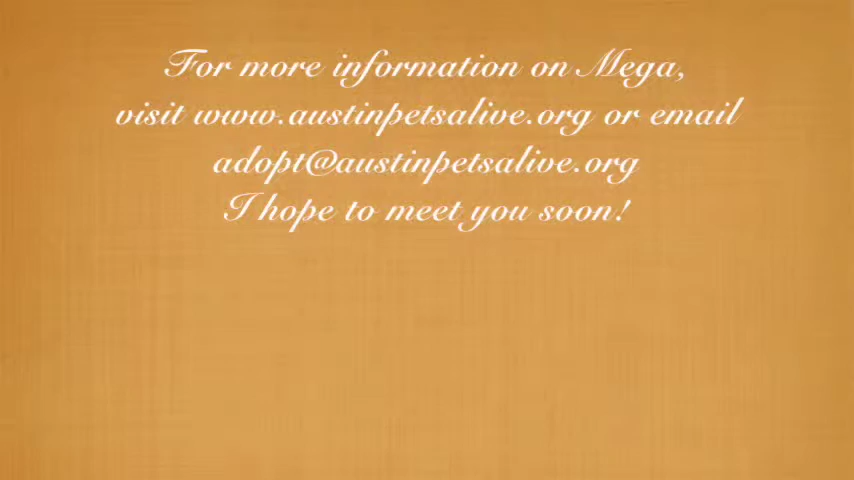 For more information on Mega,
visit www.austinpetsalive.org or email
adopt@austinpetsalive.org
I hope to meet you soon!